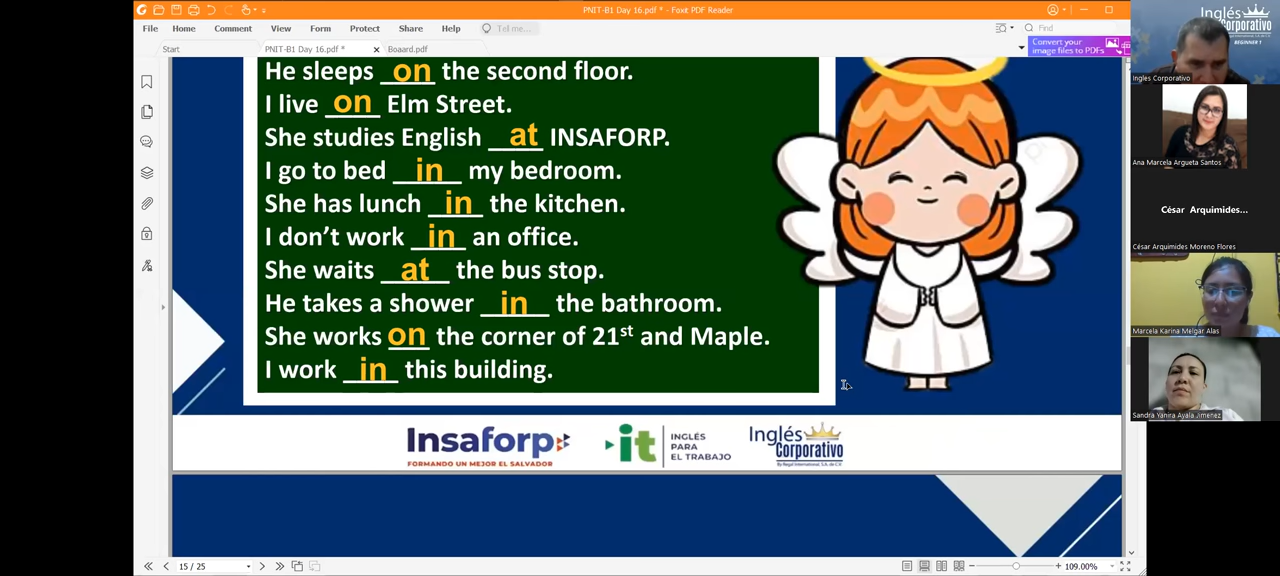 PNIT-B1 Day 16.pdf * - Foxit PDF Reader
File Home Comment View Form Protect Share Help Tell me... Find
Start PNIT-B1 Day 16.pdf * Boaard.pdf
Convert your
image files to PDFs
He sleeps on the second floor.
I live on Elm Street.
She studies English at INSAFORP.
I go to bed in my bedroom.
She has lunch in the kitchen.
I don't work in an office.
She waits at the bus stop.
He takes a shower in the bathroom.
She works on the corner of 21st and Maple.
I work in this building.
Insaforp
FORMANDO UN MEJOR EL SALVADOR
it
INGLÉS
PARA
EL TRABAJO
Inglés
Corporativo
15 / 25
109.00%
Inglés
Corporativo
BEGINNER 1
Ingles Corporativo
Ana Marcela Argueta Santos
César Arquimides...
César Arquimides Moreno Flores
Marcela Karina Melgar Alas
Sandra Yanira Ayala Jimenez